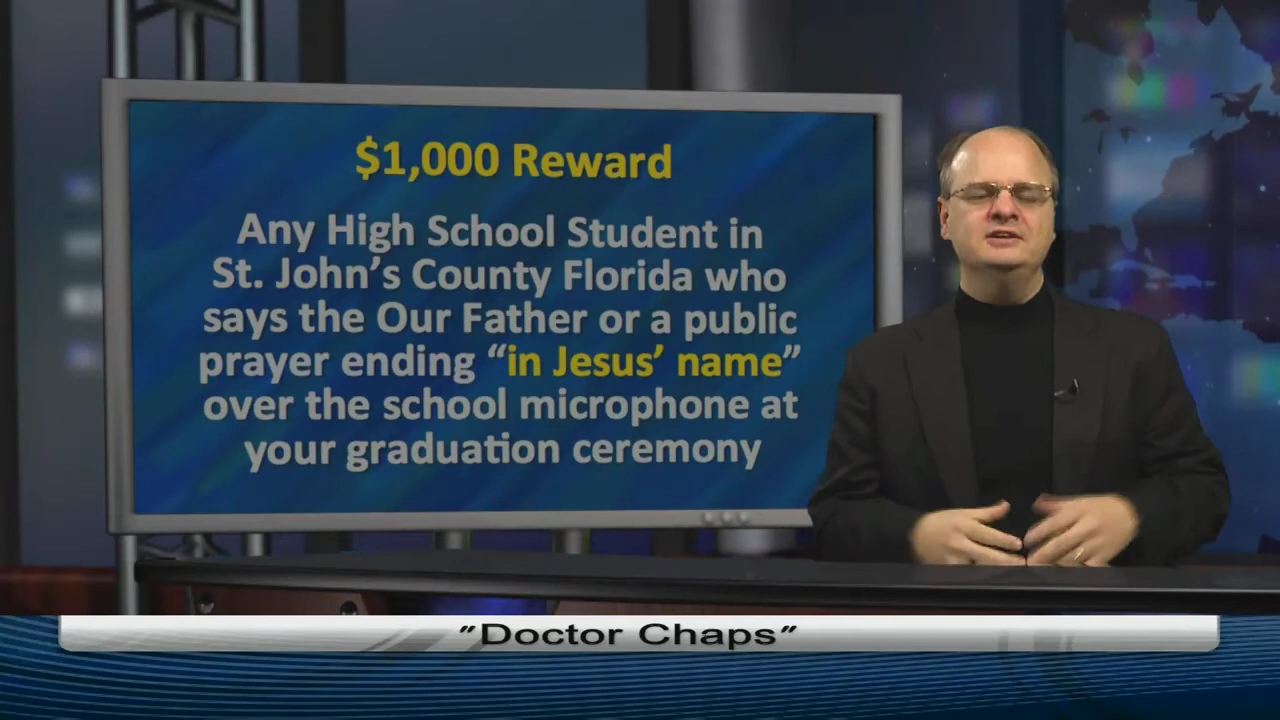 $1,000 Reward
Any High School Student in
St. John’s County Florida who
says the Our Father or a public
prayer ending “in Jesus’ name”
over the school microphone at
your graduation ceremony
"Doctor Chaps"